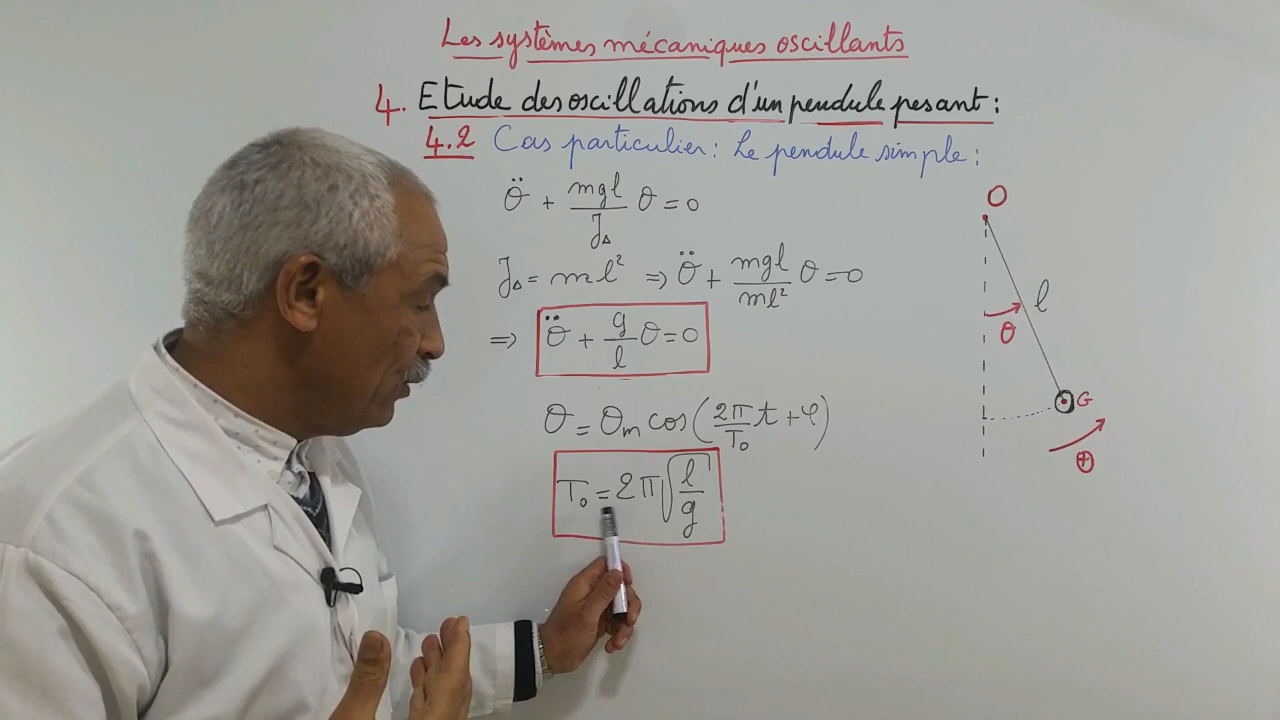 Les systèmes mécaniques oscillants
4. Etude des oscillations d'un pendule pesant :
4.2 Cas particulier : Le pendule simple :
θ̈ + mgl/J_Δ θ = 0
J_Δ = ml² ⇒ θ̈ + mgl/ml² θ = 0
⇒ θ̈ + g/l θ = 0
θ = θ_m cos(2π/T₀ t + φ)
T₀ = 2π√(l/g)
O
l
θ
G
⊕